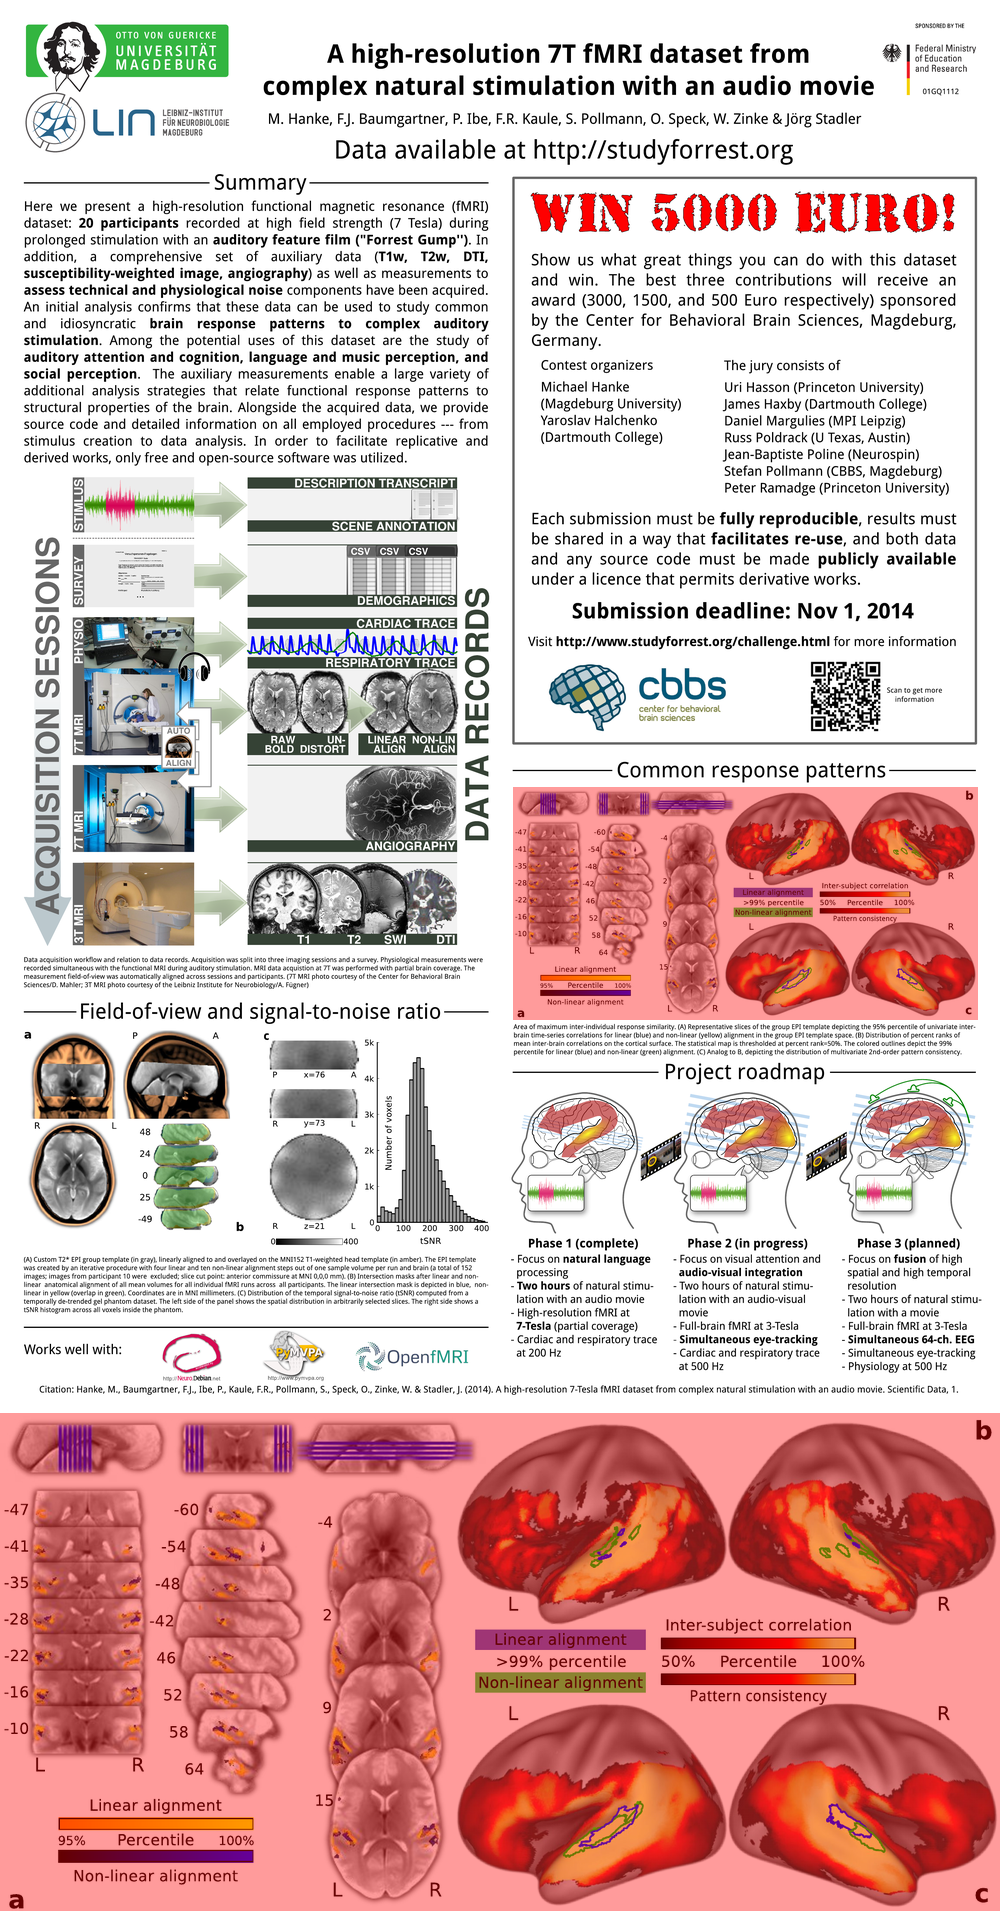 OTTO VON GUERICKE
UNIVERSITÄT
MAGDEBURG
LIN
LEIBNIZ-INSTITUT
FÜR NEUROBIOLOGIE
MAGDEBURG
A high-resolution 7T fMRI dataset from
complex natural stimulation with an audio movie
M. Hanke, F.J. Baumgartner, P. Ibe, F.R. Kaule, S. Pollmann, O. Speck, W. Zinke & Jörg Stadler
Data available at http://studyforrest.org
SPONSORED BY THE
Federal Ministry
of Education
and Research
01GQ1112
Summary
Here we present a high-resolution functional magnetic resonance (fMRI)
dataset: 20 participants recorded at high field strength (7 Tesla) during
prolonged stimulation with an auditory feature film ("Forrest Gump''). In
addition, a comprehensive set of auxiliary data (T1w, T2w, DTI,
susceptibility-weighted image, angiography) as well as measurements to
assess technical and physiological noise components have been acquired.
An initial analysis confirms that these data can be used to study common
and idiosyncratic brain response patterns to complex auditory
stimulation. Among the potential uses of this dataset are the study of
auditory attention and cognition, language and music perception, and
social perception. The auxiliary measurements enable a large variety of
additional analysis strategies that relate functional response patterns to
structural properties of the brain. Alongside the acquired data, we provide
source code and detailed information on all employed procedures --- from
stimulus creation to data analysis. In order to facilitate replicative and
derived works, only free and open-source software was utilized.
ACQUISITION SESSIONS
STIMLUS
SURVEY
PHYSIO
7T MRI
7T MRI
3T MRI
AUTO
ALIGN
DESCRIPTION TRANSCRIPT
SCENE ANNOTATION
CSV CSV CSV
DEMOGRAPHICS
CARDIAC TRACE
RESPIRATORY TRACE
RAW UN- LINEAR NON-LIN
BOLD DISTORT ALIGN ALIGN
ANGIOGRAPHY
T1 T2 SWI DTI
DATA RECORDS
Data acquisition workflow and relation to data records. Acquisition was split into three imaging sessions and a survey. Physiological measurements were
recorded simultaneous with the functional MRI during auditory stimulation. MRI data acquisition at 7T was performed with partial brain coverage. The
measurement field-of-view was automatically aligned across sessions and participants. (7T MRI photo courtesy of the Center for Behavioral Brain
Sciences/D. Mahler; 3T MRI photo courtesy of the Leibniz Institute for Neurobiology/A. Fügner)
Field-of-view and signal-to-noise ratio
a
P A
R L
48
24
0
25
-49
b
c
P x=76 A
R y=73 L
R z=21 L
0 400
5k
4k
3k
2k
1k
0
Number of voxels
0 100 200 300 400
tSNR
(A) Custom T2* EPI group template (in gray), linearly aligned to and overlayed on the MNI152 T1-weighted head template (in amber). The EPI template
was created by an iterative procedure with four linear and ten non-linear alignment steps out of one sample volume per run and brain (a total of 152
images; images from participant 10 were excluded; slice cut point: anterior commissure at MNI 0,0,0 mm). (B) Intersection masks after linear and non-
linear anatomical alignment of all mean volumes for all individual fMRI runs across all participants. The linear intersection mask is depicted in blue, non-
linear in yellow (overlap in green). Coordinates are in MNI millimeters. (C) Distribution of the temporal signal-to-noise ratio (tSNR) computed from a
temporally de-trended gel phantom dataset. The left side of the panel shows the spatial distribution in arbitrarily selected slices. The right side shows a
tSNR histogram across all voxels inside the phantom.
Works well with:
http://NeuroDebian.net
PyMVPA
http://www.pymvpa.org
OpenfMRI
WIN 5000 EURO!
Show us what great things you can do with this dataset
and win. The best three contributions will receive an
award (3000, 1500, and 500 Euro respectively) sponsored
by the Center for Behavioral Brain Sciences, Magdeburg,
Germany.
Contest organizers
Michael Hanke
(Magdeburg University)
Yaroslav Halchenko
(Dartmouth College)
The jury consists of
Uri Hasson (Princeton University)
James Haxby (Dartmouth College)
Daniel Margulies (MPI Leipzig)
Russ Poldrack (U Texas, Austin)
Jean-Baptiste Poline (Neurospin)
Stefan Pollmann (CBBS, Magdeburg)
Peter Ramadge (Princeton University)
Each submission must be fully reproducible, results must
be shared in a way that facilitates re-use, and both data
and any source code must be made publicly available
under a licence that permits derivative works.
Submission deadline: Nov 1, 2014
Visit http://www.studyforrest.org/challenge.html for more information
cbbs
center for behavioral
brain sciences
Scan to get more
information
Common response patterns
b
-47
-41
-35
-28
-22
-16
-10
L R
-60
-54
-48
-42
46
52
58
64
-4
2
9
15
L R
L R
Linear alignment
>99% percentile
Non-linear alignment
Inter-subject correlation
50% Percentile 100%
Pattern consistency
L R
Linear alignment
95% Percentile 100%
Non-linear alignment
a
c
Area of maximum inter-individual response similarity. (A) Representative slices of the group EPI template depicting the 95% percentile of univariate inter-
brain time-series correlations for linear (blue) and non-linear (yellow) alignment in the group EPI template space. (B) Distribution of percent ranks of
mean inter-brain correlations on the cortical surface. The statistical map is thresholded at percent rank=50%. The colored outlines depict the 99%
percentile for linear (blue) and non-linear (green) alignment. (C) Analog to B, depicting the distribution of multivariate 2nd-order pattern consistency.
Project roadmap
Phase 1 (complete)
- Focus on natural language
processing
- Two hours of natural stimu-
lation with an audio movie
- High-resolution fMRI at
7-Tesla (partial coverage)
- Cardiac and respiratory trace
at 200 Hz
Phase 2 (in progress)
- Focus on visual attention and
audio-visual integration
- Two hours of natural stimu-
lation with an audio-visual
movie
- Full-brain fMRI at 3-Tesla
- Simultaneous eye-tracking
- Cardiac and respiratory trace
at 500 Hz
Phase 3 (planned)
- Focus on fusion of high
spatial and high temporal
resolution
- Two hours of natural stimu-
lation with a movie
- Full-brain fMRI at 3-Tesla
- Simultaneous 64-ch. EEG
- Simultaneous eye-tracking
- Physiology at 500 Hz
Citation: Hanke, M., Baumgartner, F.J., Ibe, P., Kaule, F.R., Pollmann, S., Speck, O., Zinke, W. & Stadler, J. (2014). A high-resolution 7-Tesla fMRI dataset from complex natural stimulation with an audio movie. Scientific Data, 1.
b
-47
-41
-35
-28
-22
-16
-10
L R
-60
-54
-48
-42
46
52
58
64
-4
2
9
15
L R
L R
Linear alignment
>99% percentile
Non-linear alignment
Inter-subject correlation
50% Percentile 100%
Pattern consistency
L R
Linear alignment
95% Percentile 100%
Non-linear alignment
a
c